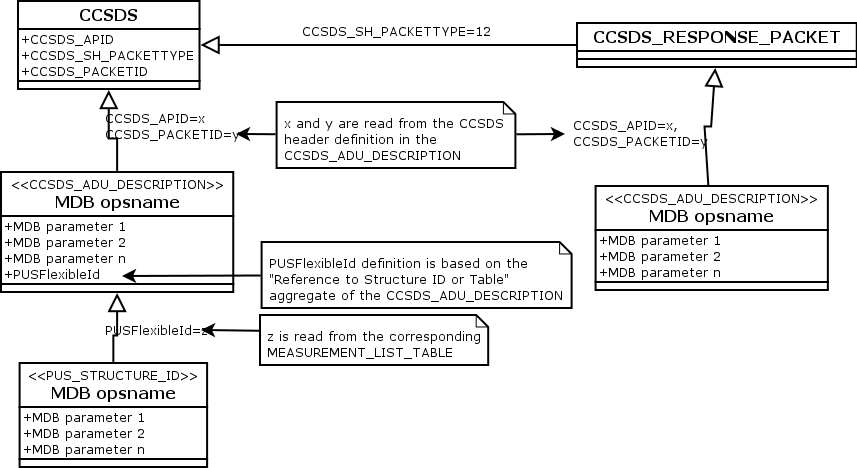 CCSDS
+CCSDS_APID
+CCSDS_SH_PACKETTYPE
+CCSDS_PACKETID
CCSDS_SH_PACKETTYPE=12
CCSDS_RESPONSE_PACKET
CCSDS_APID=x
CCSDS_PACKETID=y
x and y are read from the CCSDS
header definition in the
CCSDS_ADU_DESCRIPTION
CCSDS_APID=x,
CCSDS_PACKETID=y
<<CCSDS_ADU_DESCRIPTION>>
MDB opsname
+MDB parameter 1
+MDB parameter 2
+MDB parameter n
+PUSFlexibleId
<<CCSDS_ADU_DESCRIPTION>>
MDB opsname
+MDB parameter 1
+MDB parameter 2
+MDB parameter n
PUSFlexibleId definition is based on the
"Reference to Structure ID or Table"
aggregate of the CCSDS_ADU_DESCRIPTION
PUSFlexibleId=z
z is read from the corresponding
MEASUREMENT_LIST_TABLE
<<PUS_STRUCTURE_ID>>
MDB opsname
+MDB parameter 1
+MDB parameter 2
+MDB parameter n